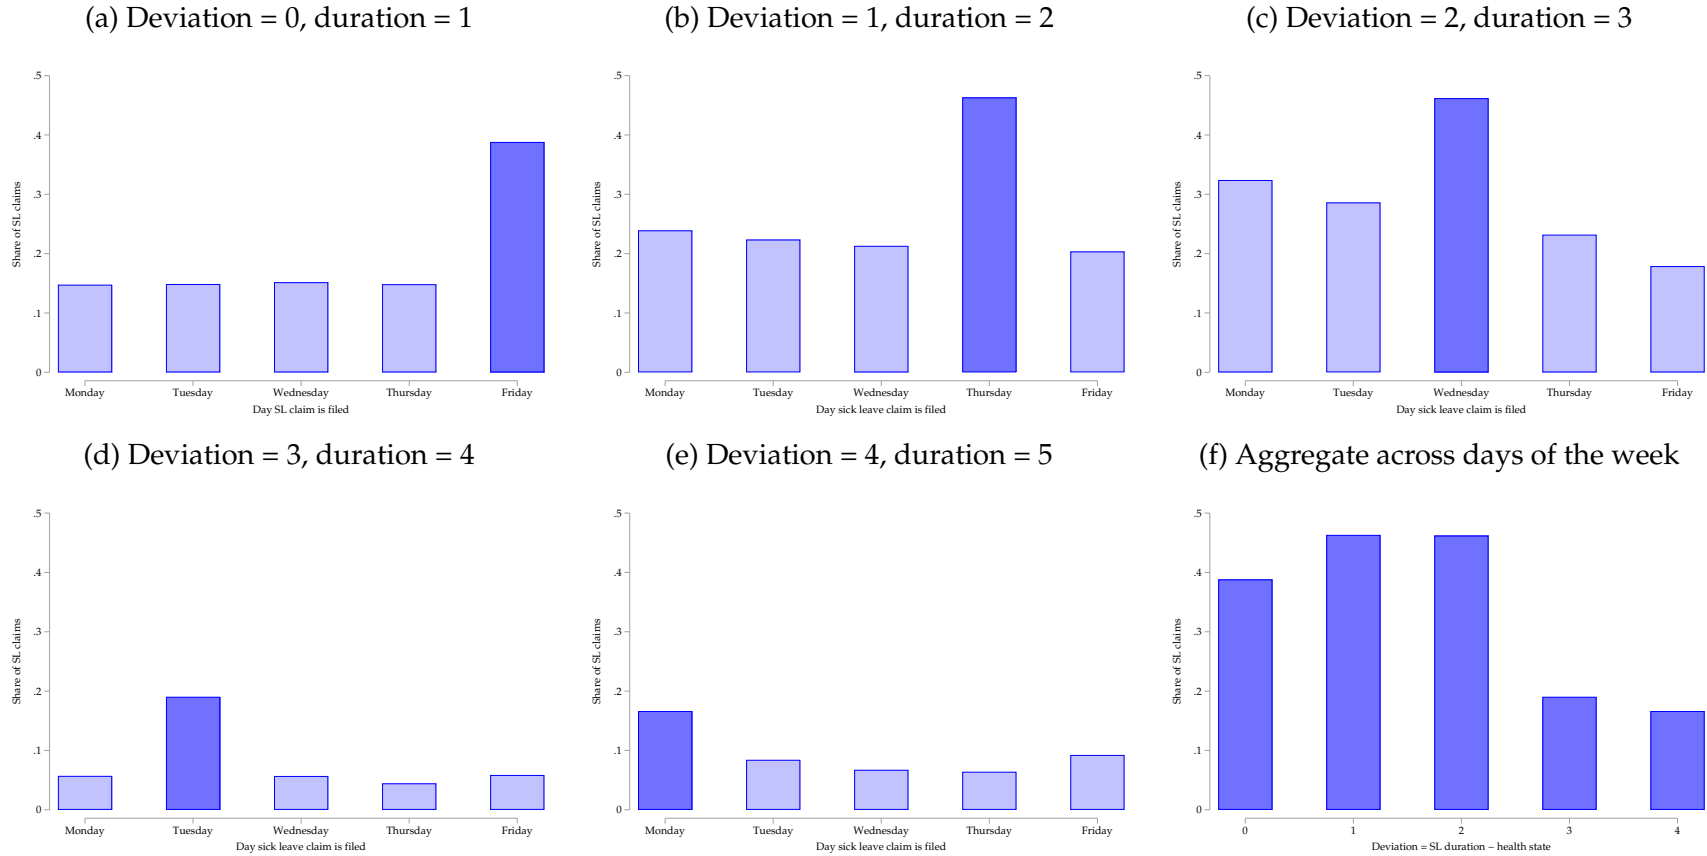 (a) Deviation = 0, duration = 1
.5
.4
.3
.2
.1
0
Share of SL claims
Monday Tuesday Wednesday Thursday Friday
Day SL claim is filed
(b) Deviation = 1, duration = 2
.5
.4
.3
.2
.1
0
Share of SL claims
Monday Tuesday Wednesday Thursday Friday
Day sick leave claim is filed
(c) Deviation = 2, duration = 3
.5
.4
.3
.2
.1
0
Share of SL claims
Monday Tuesday Wednesday Thursday Friday
Day sick leave claim is filed
(d) Deviation = 3, duration = 4
.5
.4
.3
.2
.1
0
Share of SL claims
Monday Tuesday Wednesday Thursday Friday
Day sick leave claim is filed
(e) Deviation = 4, duration = 5
.5
.4
.3
.2
.1
0
Share of SL claims
Monday Tuesday Wednesday Thursday Friday
Day sick leave claim is filed
(f) Aggregate across days of the week
.5
.4
.3
.2
.1
0
Share of SL claims
0 1 2 3 4
Deviation = SL duration − health state